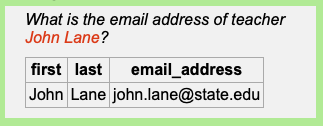 What is the email address of teacher
John Lane?
first last email_address
John Lane john.lane@state.edu